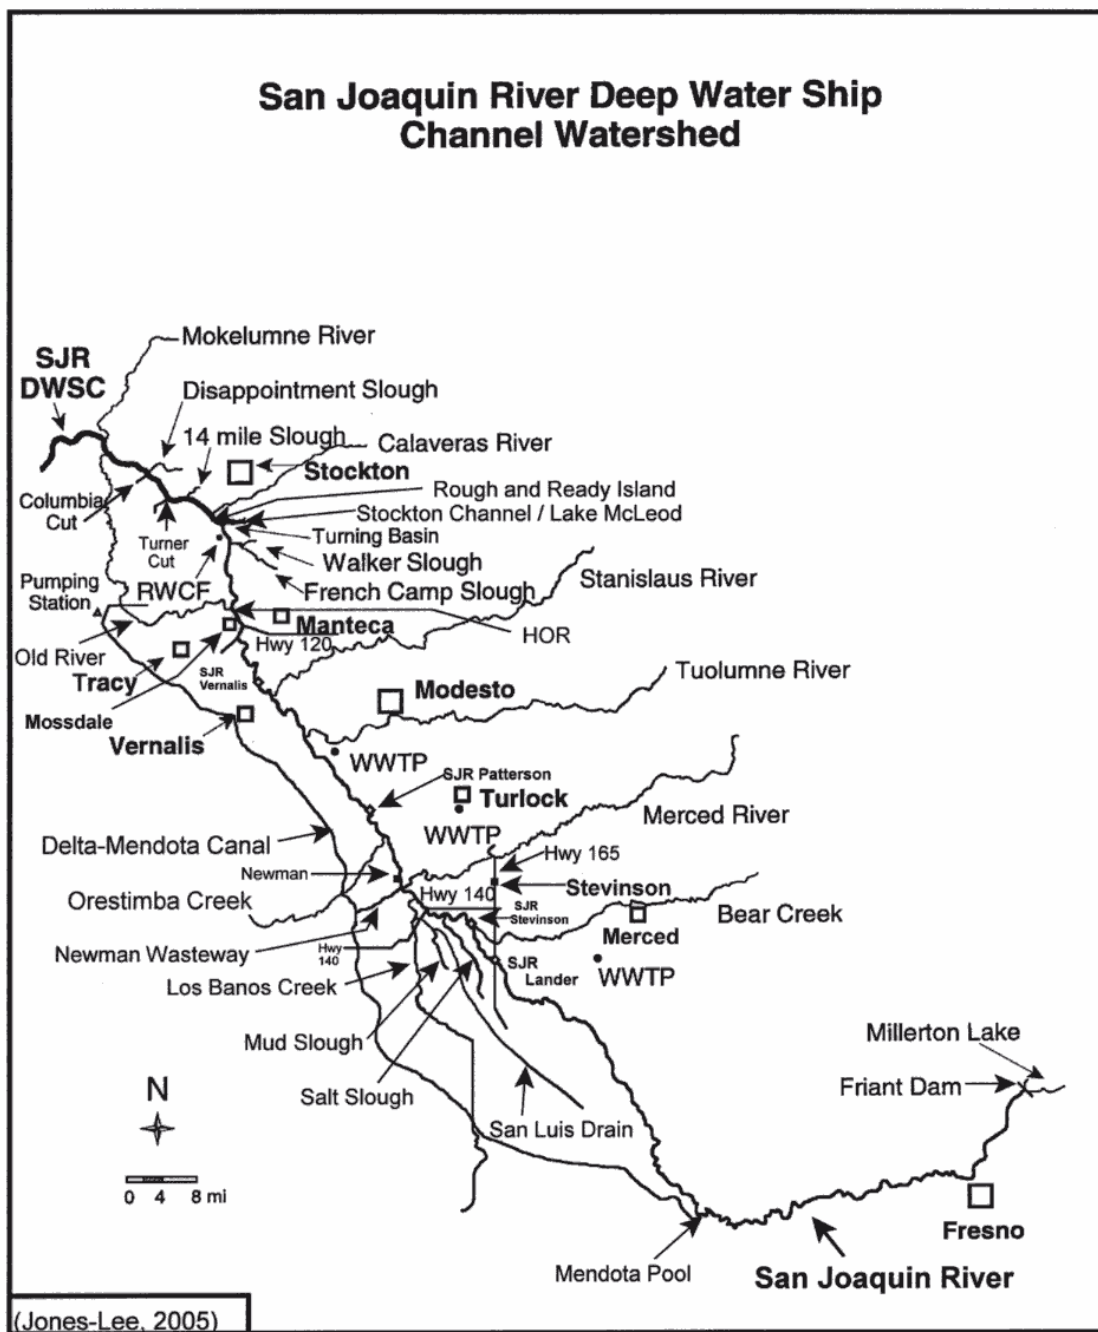 San Joaquin River Deep Water Ship
Channel Watershed
Mokelumne River
SJR
DWSC
Disappointment Slough
14 mile Slough
Calaveras River
Stockton
Columbia
Cut
Rough and Ready Island
Stockton Channel / Lake McLeod
Turner
Cut
Turning Basin
Walker Slough
Stanislaus River
Pumping
Station
RWCF
French Camp Slough
Manteca
HOR
Hwy 120
Old River
Tracy
SJR
Vernalis
Tuolumne River
Modesto
Mossdale
Vernalis
WWTP
SJR Patterson
Turlock
Merced River
WWTP
Delta-Mendota Canal
Hwy 165
Newman
Hwy 140
Stevinson
Orestimba Creek
SJR
Stevinson
Bear Creek
Merced
Newman Wasteway
Hwy
140
SJR
Lander
WWTP
Los Banos Creek
Mud Slough
Millerton Lake
Friant Dam
Salt Slough
San Luis Drain
N
0 4 8 mi
Fresno
Mendota Pool
San Joaquin River
(Jones-Lee, 2005)